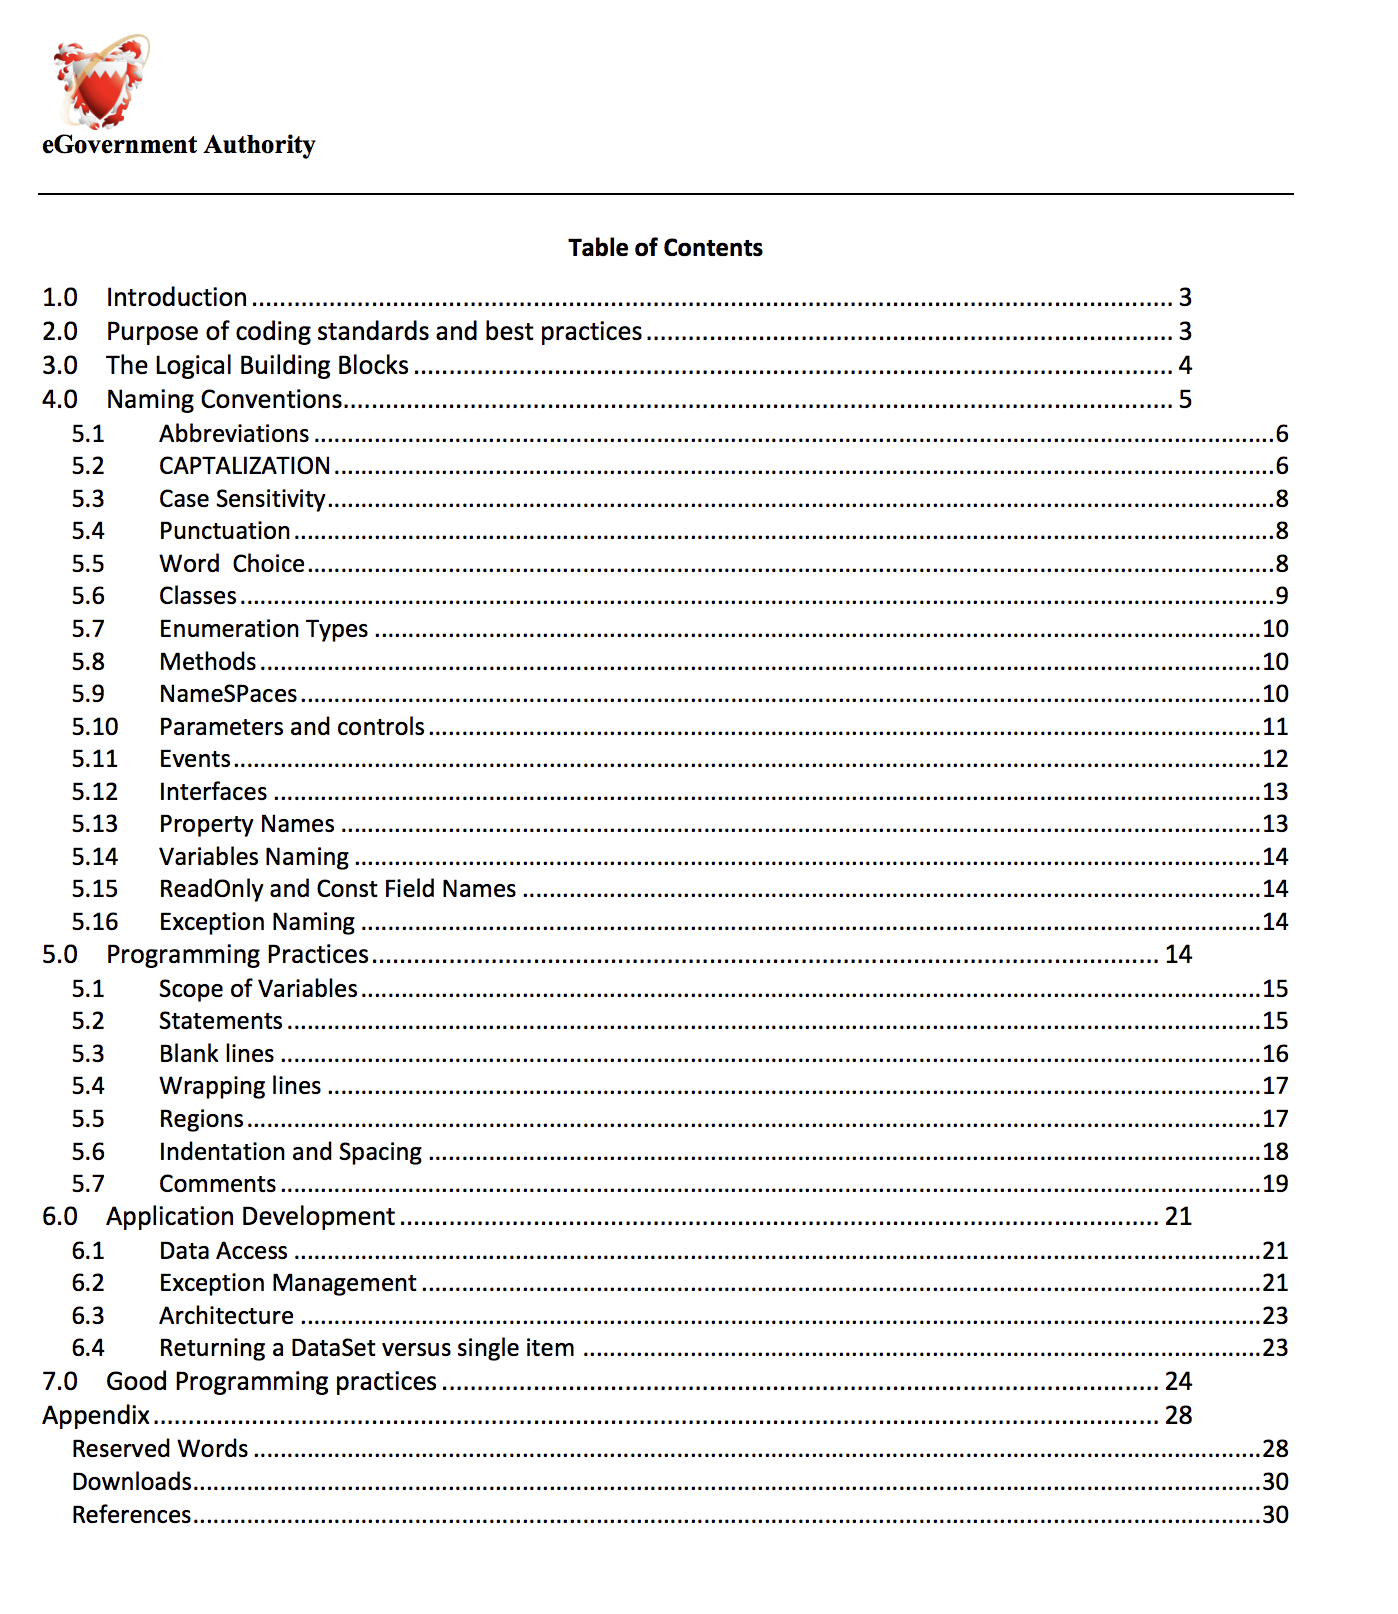 eGovernment Authority
Table of Contents
1.0 Introduction 3
2.0 Purpose of coding standards and best practices 3
3.0 The Logical Building Blocks 4
4.0 Naming Conventions 5
5.1 Abbreviations 6
5.2 CAPTALIZATION 6
5.3 Case Sensitivity 8
5.4 Punctuation 8
5.5 Word  Choice 8
5.6 Classes 9
5.7 Enumeration Types 10
5.8 Methods 10
5.9 NameSPaces 10
5.10 Parameters and controls 11
5.11 Events 12
5.12 Interfaces 13
5.13 Property Names 13
5.14 Variables Naming 14
5.15 ReadOnly and Const Field Names 14
5.16 Exception Naming 14
5.0 Programming Practices 14
5.1 Scope of Variables 15
5.2 Statements 15
5.3 Blank lines 16
5.4 Wrapping lines 17
5.5 Regions 17
5.6 Indentation and Spacing 18
5.7 Comments 19
6.0 Application Development 21
6.1 Data Access 21
6.2 Exception Management 21
6.3 Architecture 23
6.4 Returning a DataSet versus single item 23
7.0 Good Programming practices 24
Appendix 28
Reserved Words 28
Downloads 30
References 30